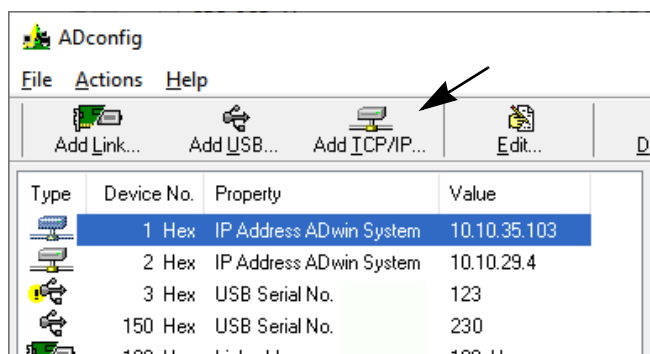 ADconfig
File Actions Help
Add Link... Add USB... Add TCP/IP... Edit...
Type Device No. Property Value
1 Hex IP Address ADwin System 10.10.35.103
2 Hex IP Address ADwin System 10.10.29.4
3 Hex USB Serial No. 123
150 Hex USB Serial No. 230